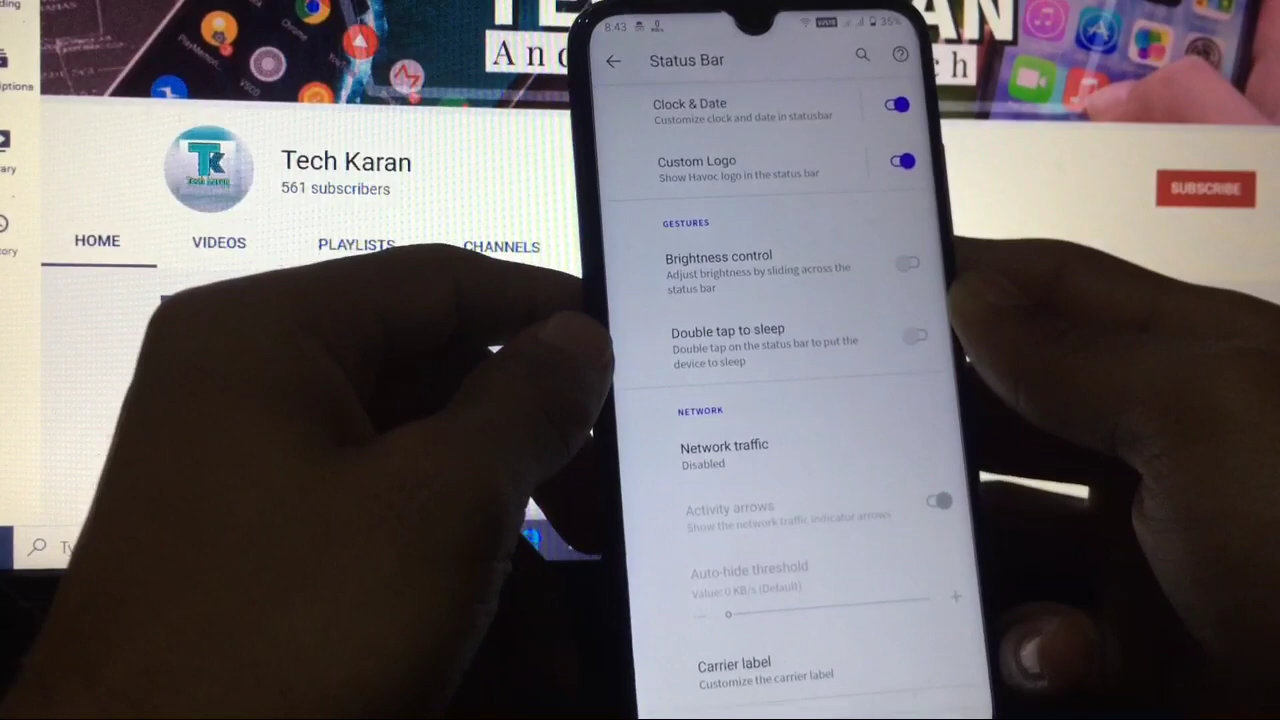 8:43
35%
Status Bar
Clock & Date
Customize clock and date in statusbar
Custom Logo
Show Havoc logo in the status bar
GESTURES
Brightness control
Adjust brightness by sliding across the
status bar
Double tap to sleep
Double tap on the status bar to put the
device to sleep
NETWORK
Network traffic
Disabled
Activity arrows
Show the network traffic indicator arrows
Auto-hide threshold
Value: 0 KB/s (Default)
Carrier label
Customize the carrier label
Tech Karan
561 subscribers
SUBSCRIBE
HOME
VIDEOS
PLAYLISTS
CHANNELS
TK
Chrome
VSCO